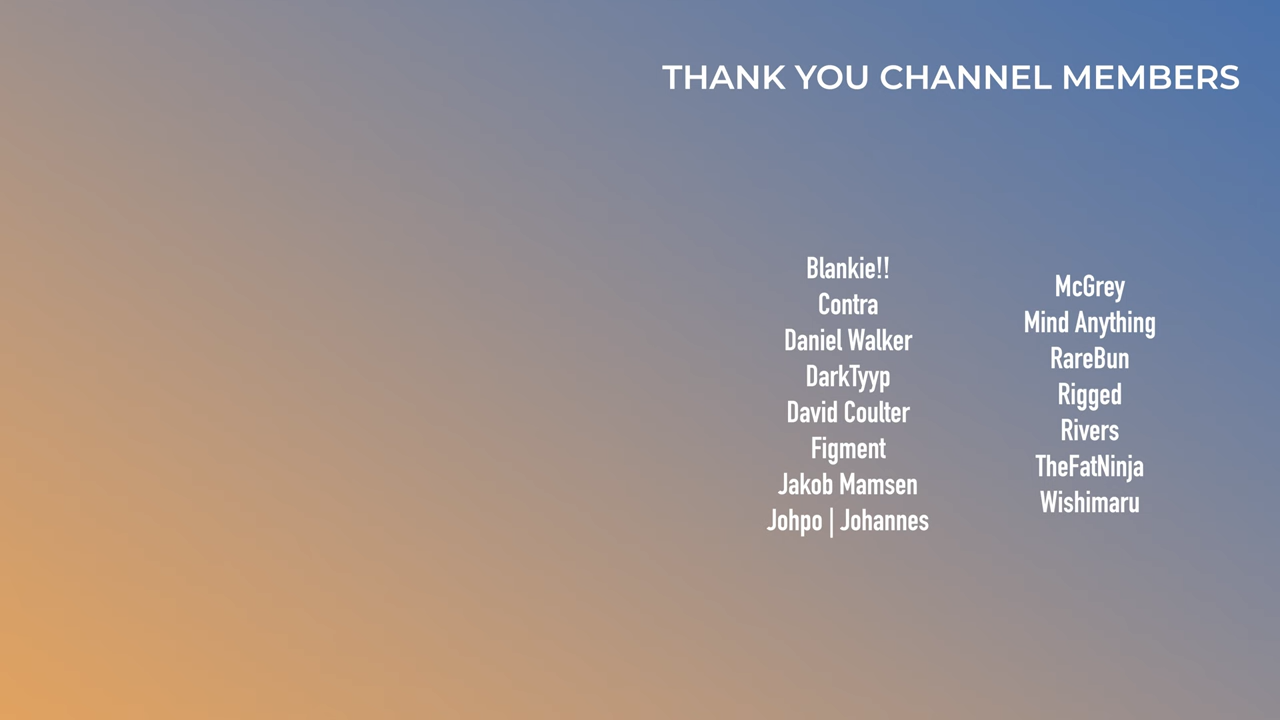 THANK YOU CHANNEL MEMBERS
Blankie!!
Contra
Daniel Walker
DarkTyyp
David Coulter
Figment
Jakob Mamsen
Johpo | Johannes
McGrey
Mind Anything
RareBun
Rigged
Rivers
TheFatNinja
Wishimaru